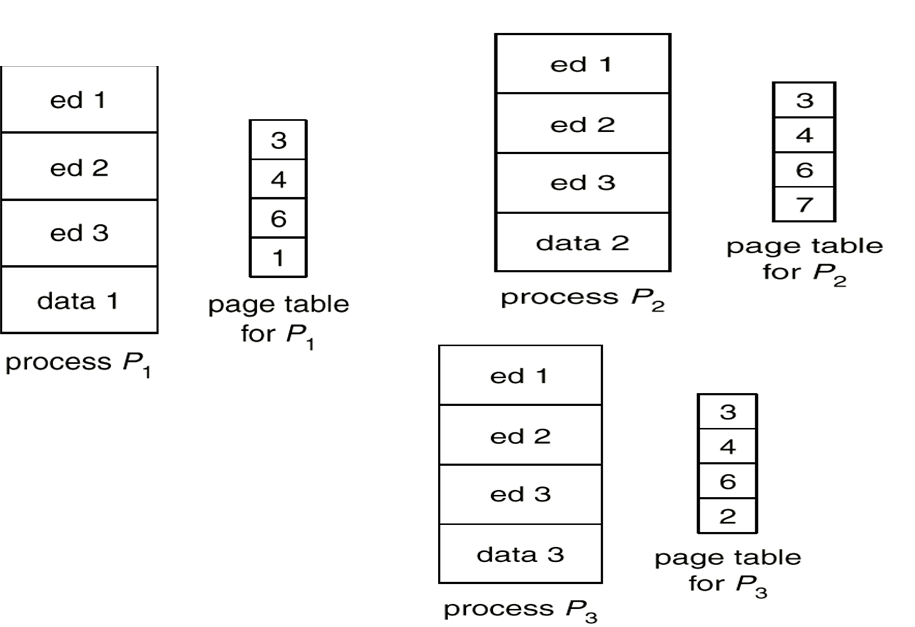 ed 1
ed 2
ed 3
data 1
process P1
3
4
6
1
page table
for P1
ed 1
ed 2
ed 3
data 2
process P2
3
4
6
7
page table
for P2
ed 1
ed 2
ed 3
data 3
process P3
3
4
6
2
page table
for P3